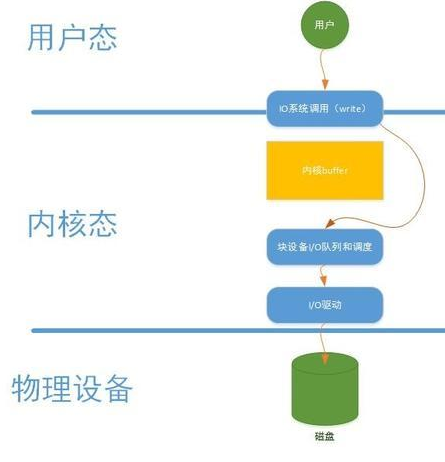 用户态
用户
IO系统调用（write）
内核buffer
内核态
块设备I/O队列和调度
I/O驱动
物理设备
磁盘